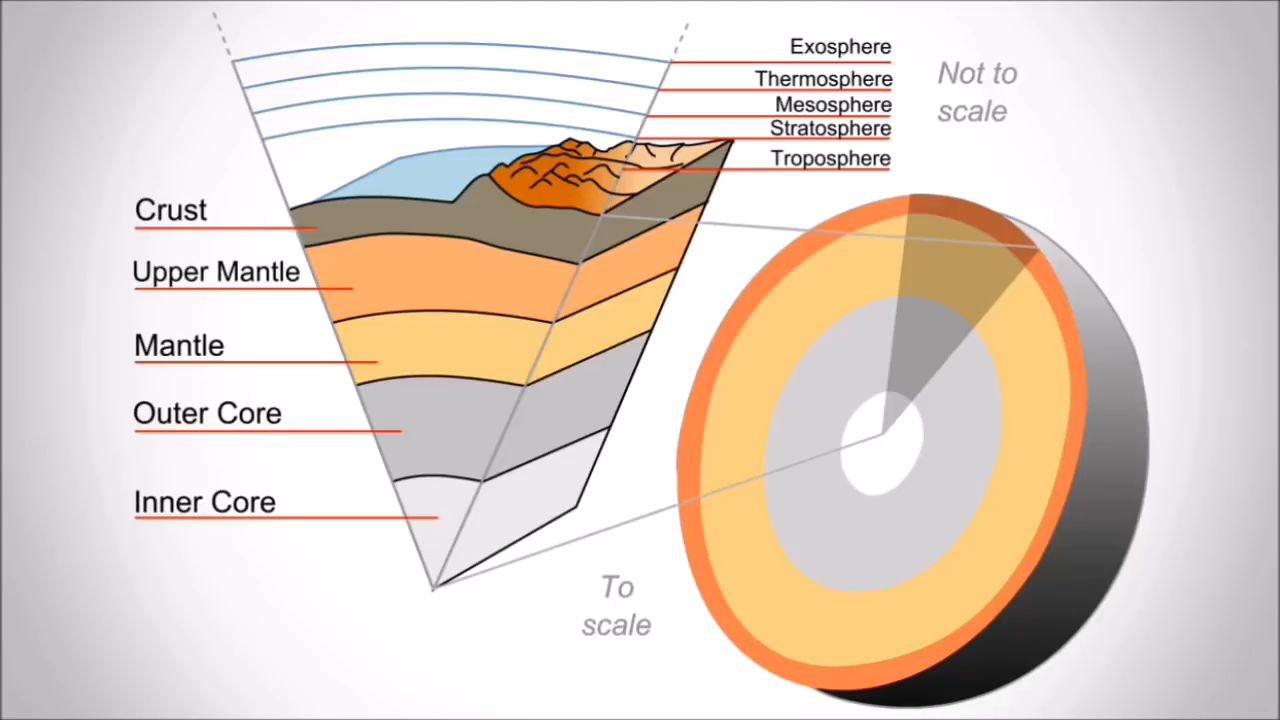 Exosphere
Thermosphere
Mesosphere
Stratosphere
Troposphere
Not to
scale
Crust
Upper Mantle
Mantle
Outer Core
Inner Core
To
scale